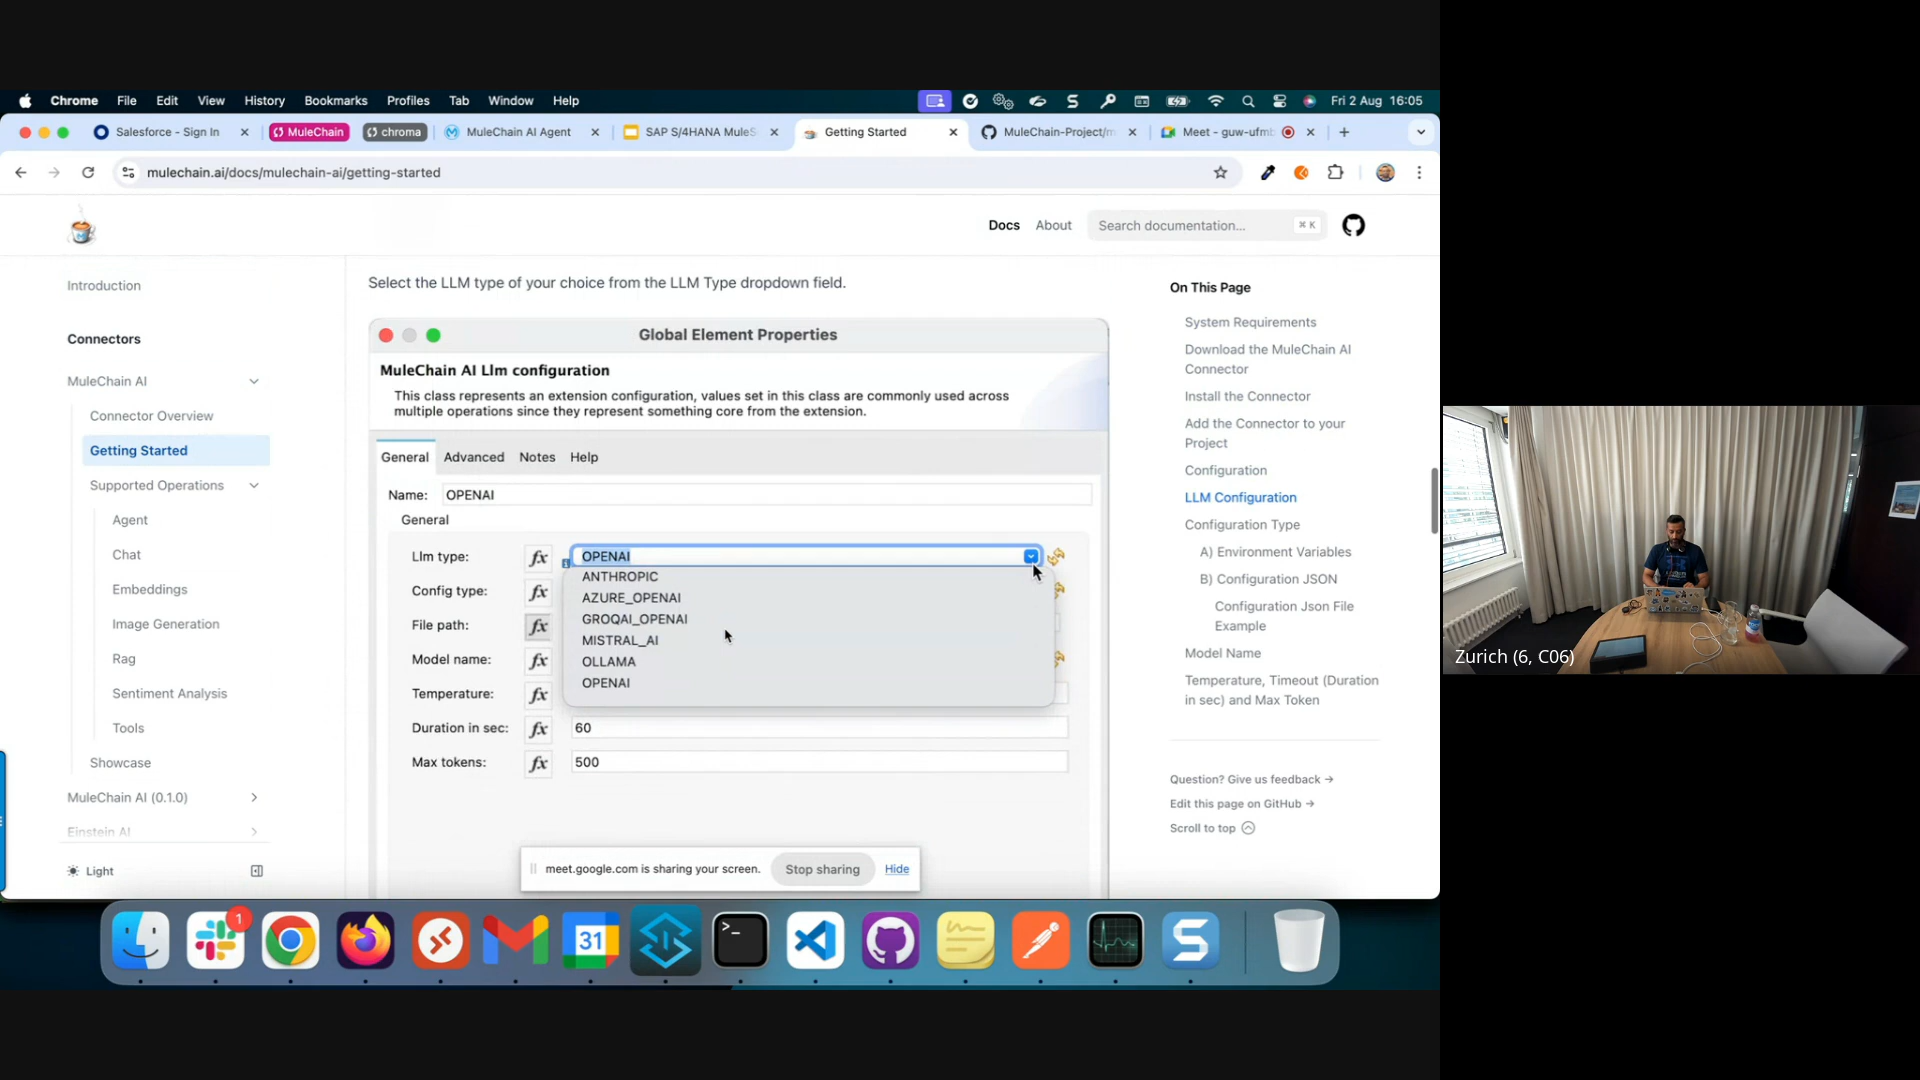 Chrome File Edit View History Bookmarks Profiles Tab Window Help Fri 2 Aug 16:05
Salesforce - Sign In MuleChain chroma MuleChain AI Agent SAP S/4HANA MuleS Getting Started MuleChain-Project/m Meet - guw-ufmb
mulechain.ai/docs/mulechain-ai/getting-started
Docs About Search documentation... ⌘ K
Introduction
Connectors
MuleChain AI
Connector Overview
Getting Started
Supported Operations
Agent
Chat
Embeddings
Image Generation
Rag
Sentiment Analysis
Tools
Showcase
MuleChain AI (0.1.0)
Einstein AI
Light
Select the LLM type of your choice from the LLM Type dropdown field.
Global Element Properties
MuleChain AI Llm configuration
This class represents an extension configuration, values set in this class are commonly used across
multiple operations since they represent something core from the extension.
General Advanced Notes Help
Name: OPENAI
General
Llm type: fx OPENAI
ANTHROPIC
Config type: fx
AZURE_OPENAI
GROQAI_OPENAI
File path: fx
MISTRAL_AI
Model name: fx
OLLAMA
OPENAI
Temperature: fx
Duration in sec: fx 60
Max tokens: fx 500
meet.google.com is sharing your screen. Stop sharing Hide
On This Page
System Requirements
Download the MuleChain AI
Connector
Install the Connector
Add the Connector to your
Project
Configuration
LLM Configuration
Configuration Type
A) Environment Variables
B) Configuration JSON
Configuration Json File
Example
Model Name
Temperature, Timeout (Duration
in sec) and Max Token
Question? Give us feedback →
Edit this page on GitHub →
Scroll to top
1
31
Zurich (6, C06)